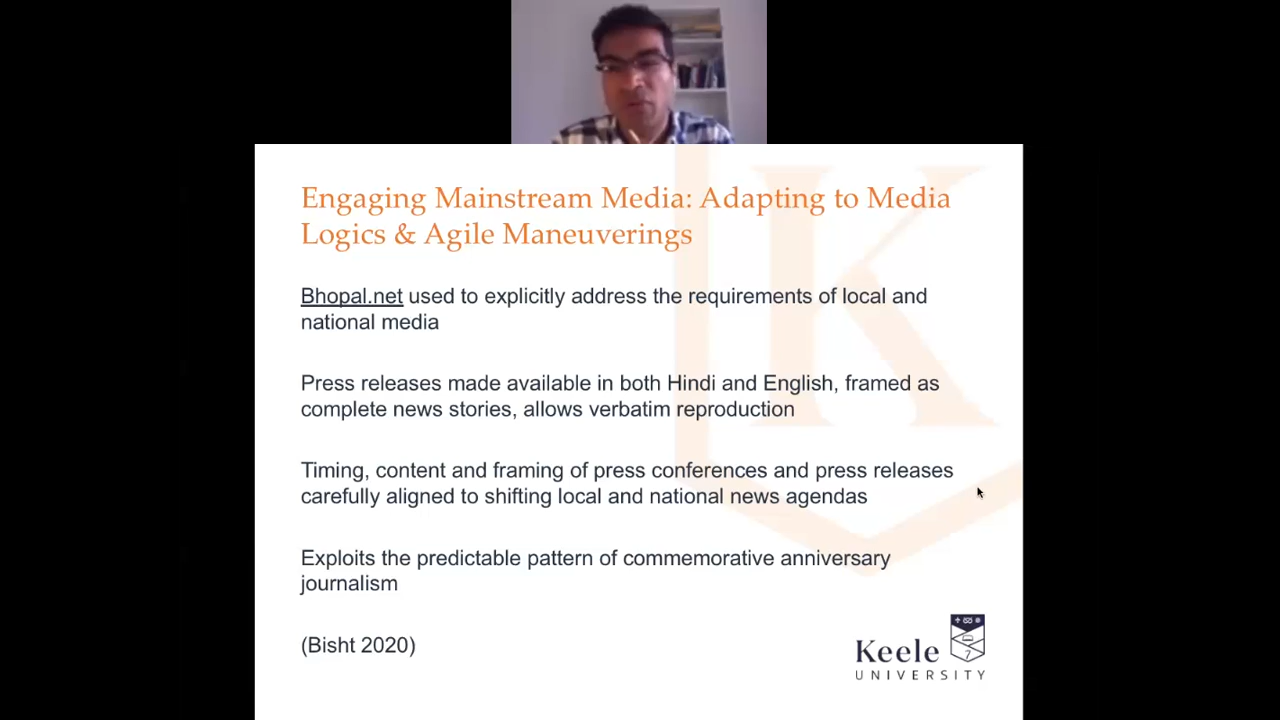 Engaging Mainstream Media: Adapting to Media
Logics & Agile Maneuverings
Bhopal.net used to explicitly address the requirements of local and
national media
Press releases made available in both Hindi and English, framed as
complete news stories, allows verbatim reproduction
Timing, content and framing of press conferences and press releases
carefully aligned to shifting local and national news agendas
Exploits the predictable pattern of commemorative anniversary
journalism
(Bisht 2020)
Keele
UNIVERSITY